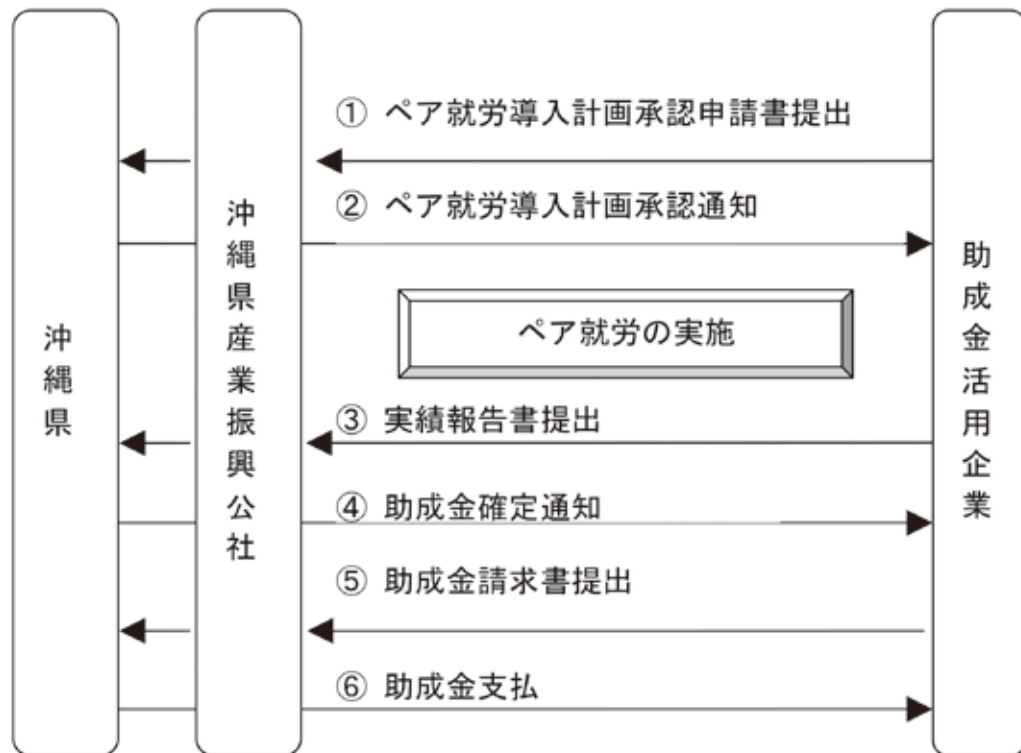 沖縄県
沖縄県産業振興公社
① ペア就労導入計画承認申請書提出
② ペア就労導入計画承認通知
ペア就労の実施
③ 実績報告書提出
④ 助成金確定通知
⑤ 助成金請求書提出
⑥ 助成金支払
助成金活用企業